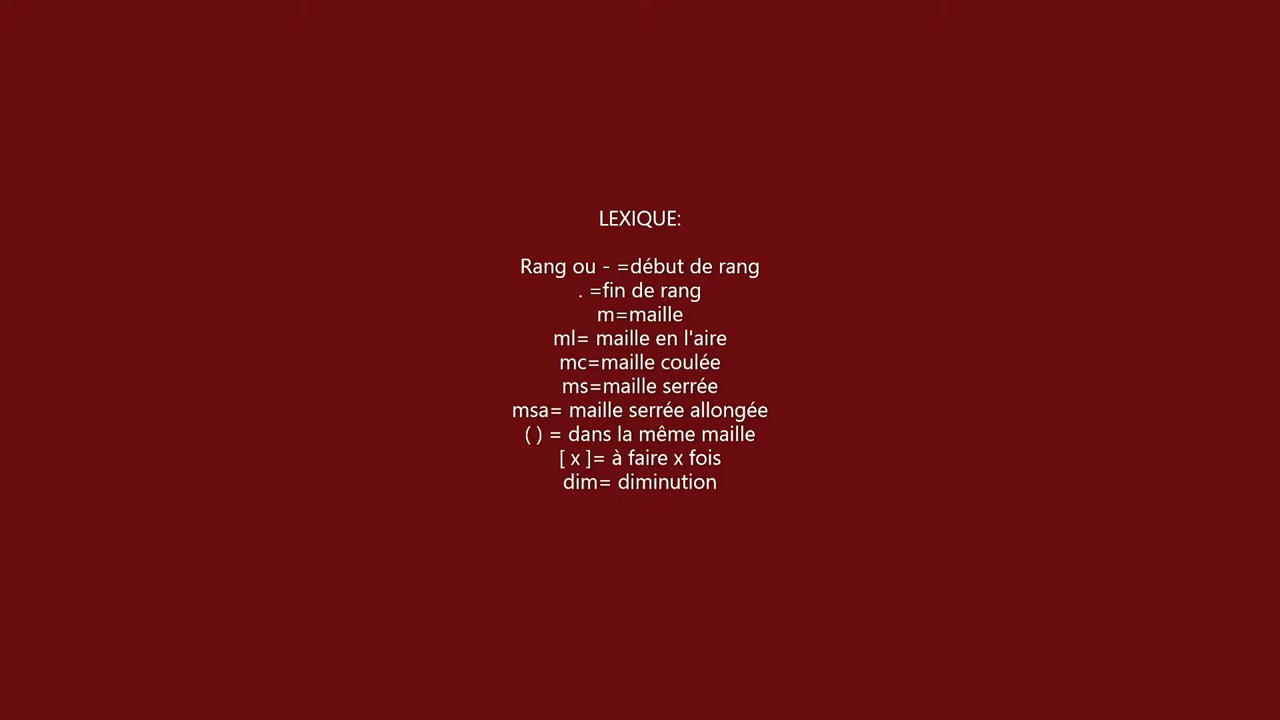 LEXIQUE:
Rang ou - =début de rang
. =fin de rang
m=maille
ml= maille en l'aire
mc=maille coulée
ms=maille serrée
msa= maille serrée allongée
( ) = dans la même maille
[ x ]= à faire x fois
dim= diminution